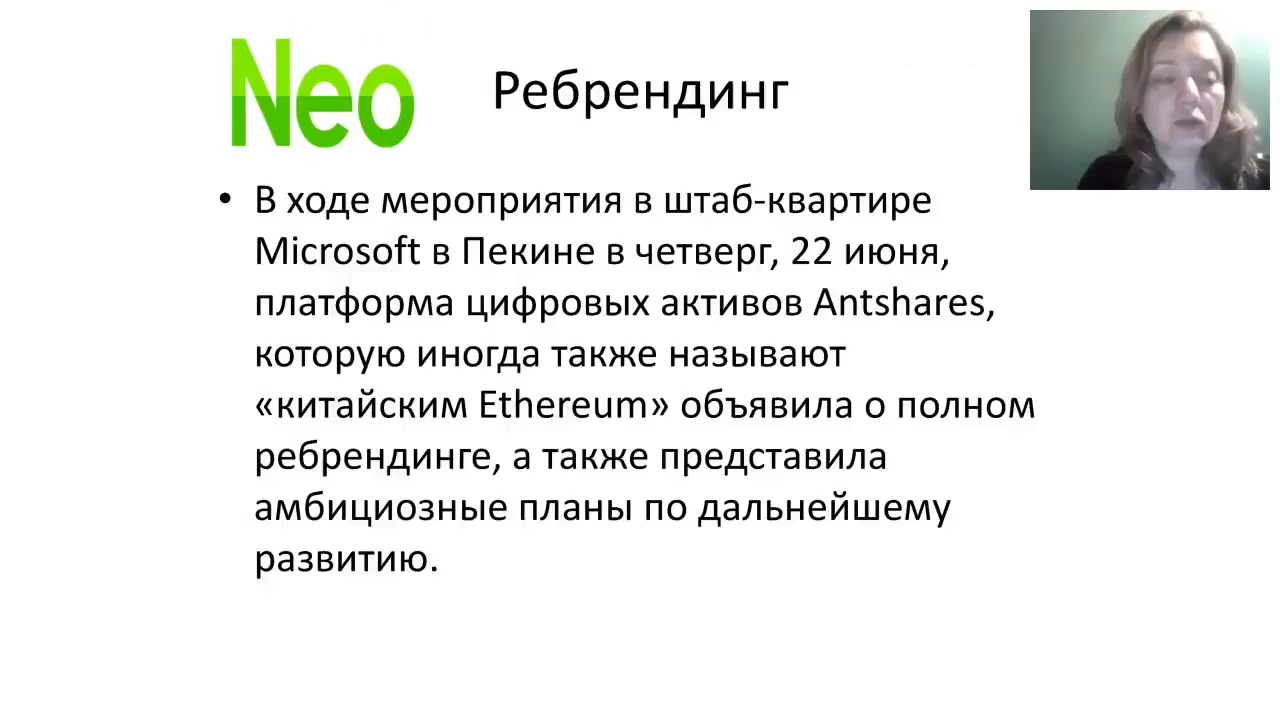 Neo
Ребрендинг
• В ходе мероприятия в штаб-квартире
Microsoft в Пекине в четверг, 22 июня,
платформа цифровых активов Antshares,
которую иногда также называют
«китайским Ethereum» объявила о полном
ребрендинге, а также представила
амбициозные планы по дальнейшему
развитию.